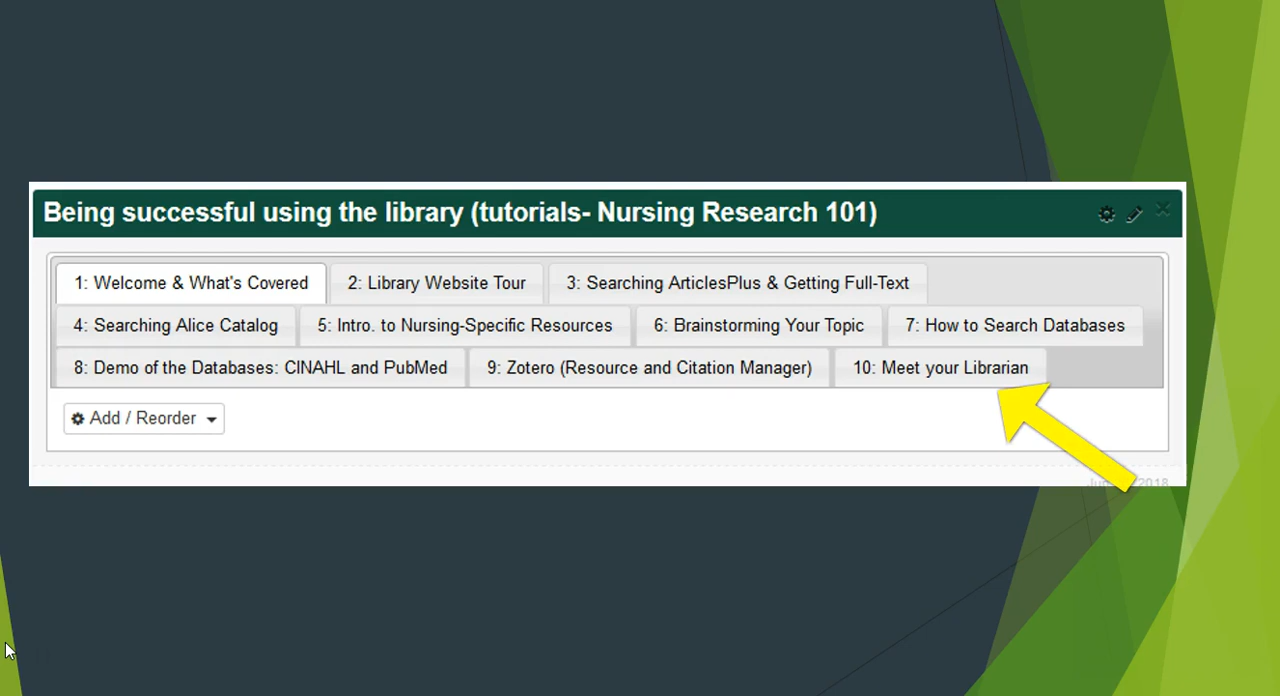 Being successful using the library (tutorials- Nursing Research 101)
1: Welcome & What's Covered 2: Library Website Tour 3: Searching ArticlesPlus & Getting Full-Text
4: Searching Alice Catalog 5: Intro. to Nursing-Specific Resources 6: Brainstorming Your Topic 7: How to Search Databases
8: Demo of the Databases: CINAHL and PubMed 9: Zotero (Resource and Citation Manager) 10: Meet your Librarian
Add / Reorder
2018